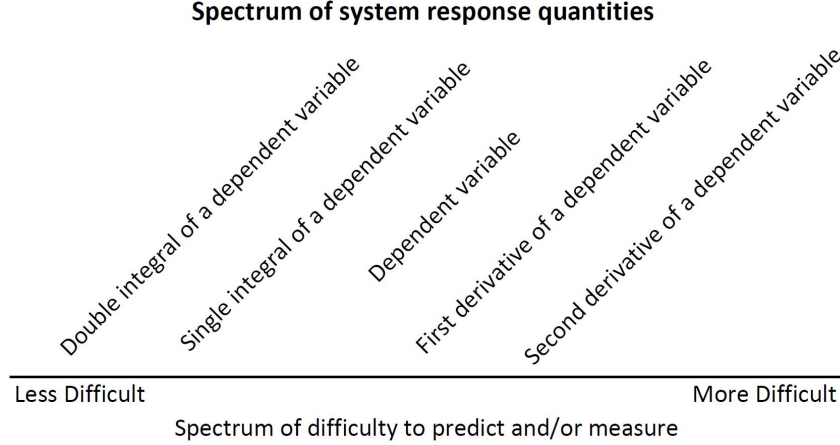 Spectrum of system response quantities
Double integral of a dependent variable
Single integral of a dependent variable
Dependent variable
First derivative of a dependent variable
Second derivative of a dependent variable
Less Difficult
More Difficult
Spectrum of difficulty to predict and/or measure